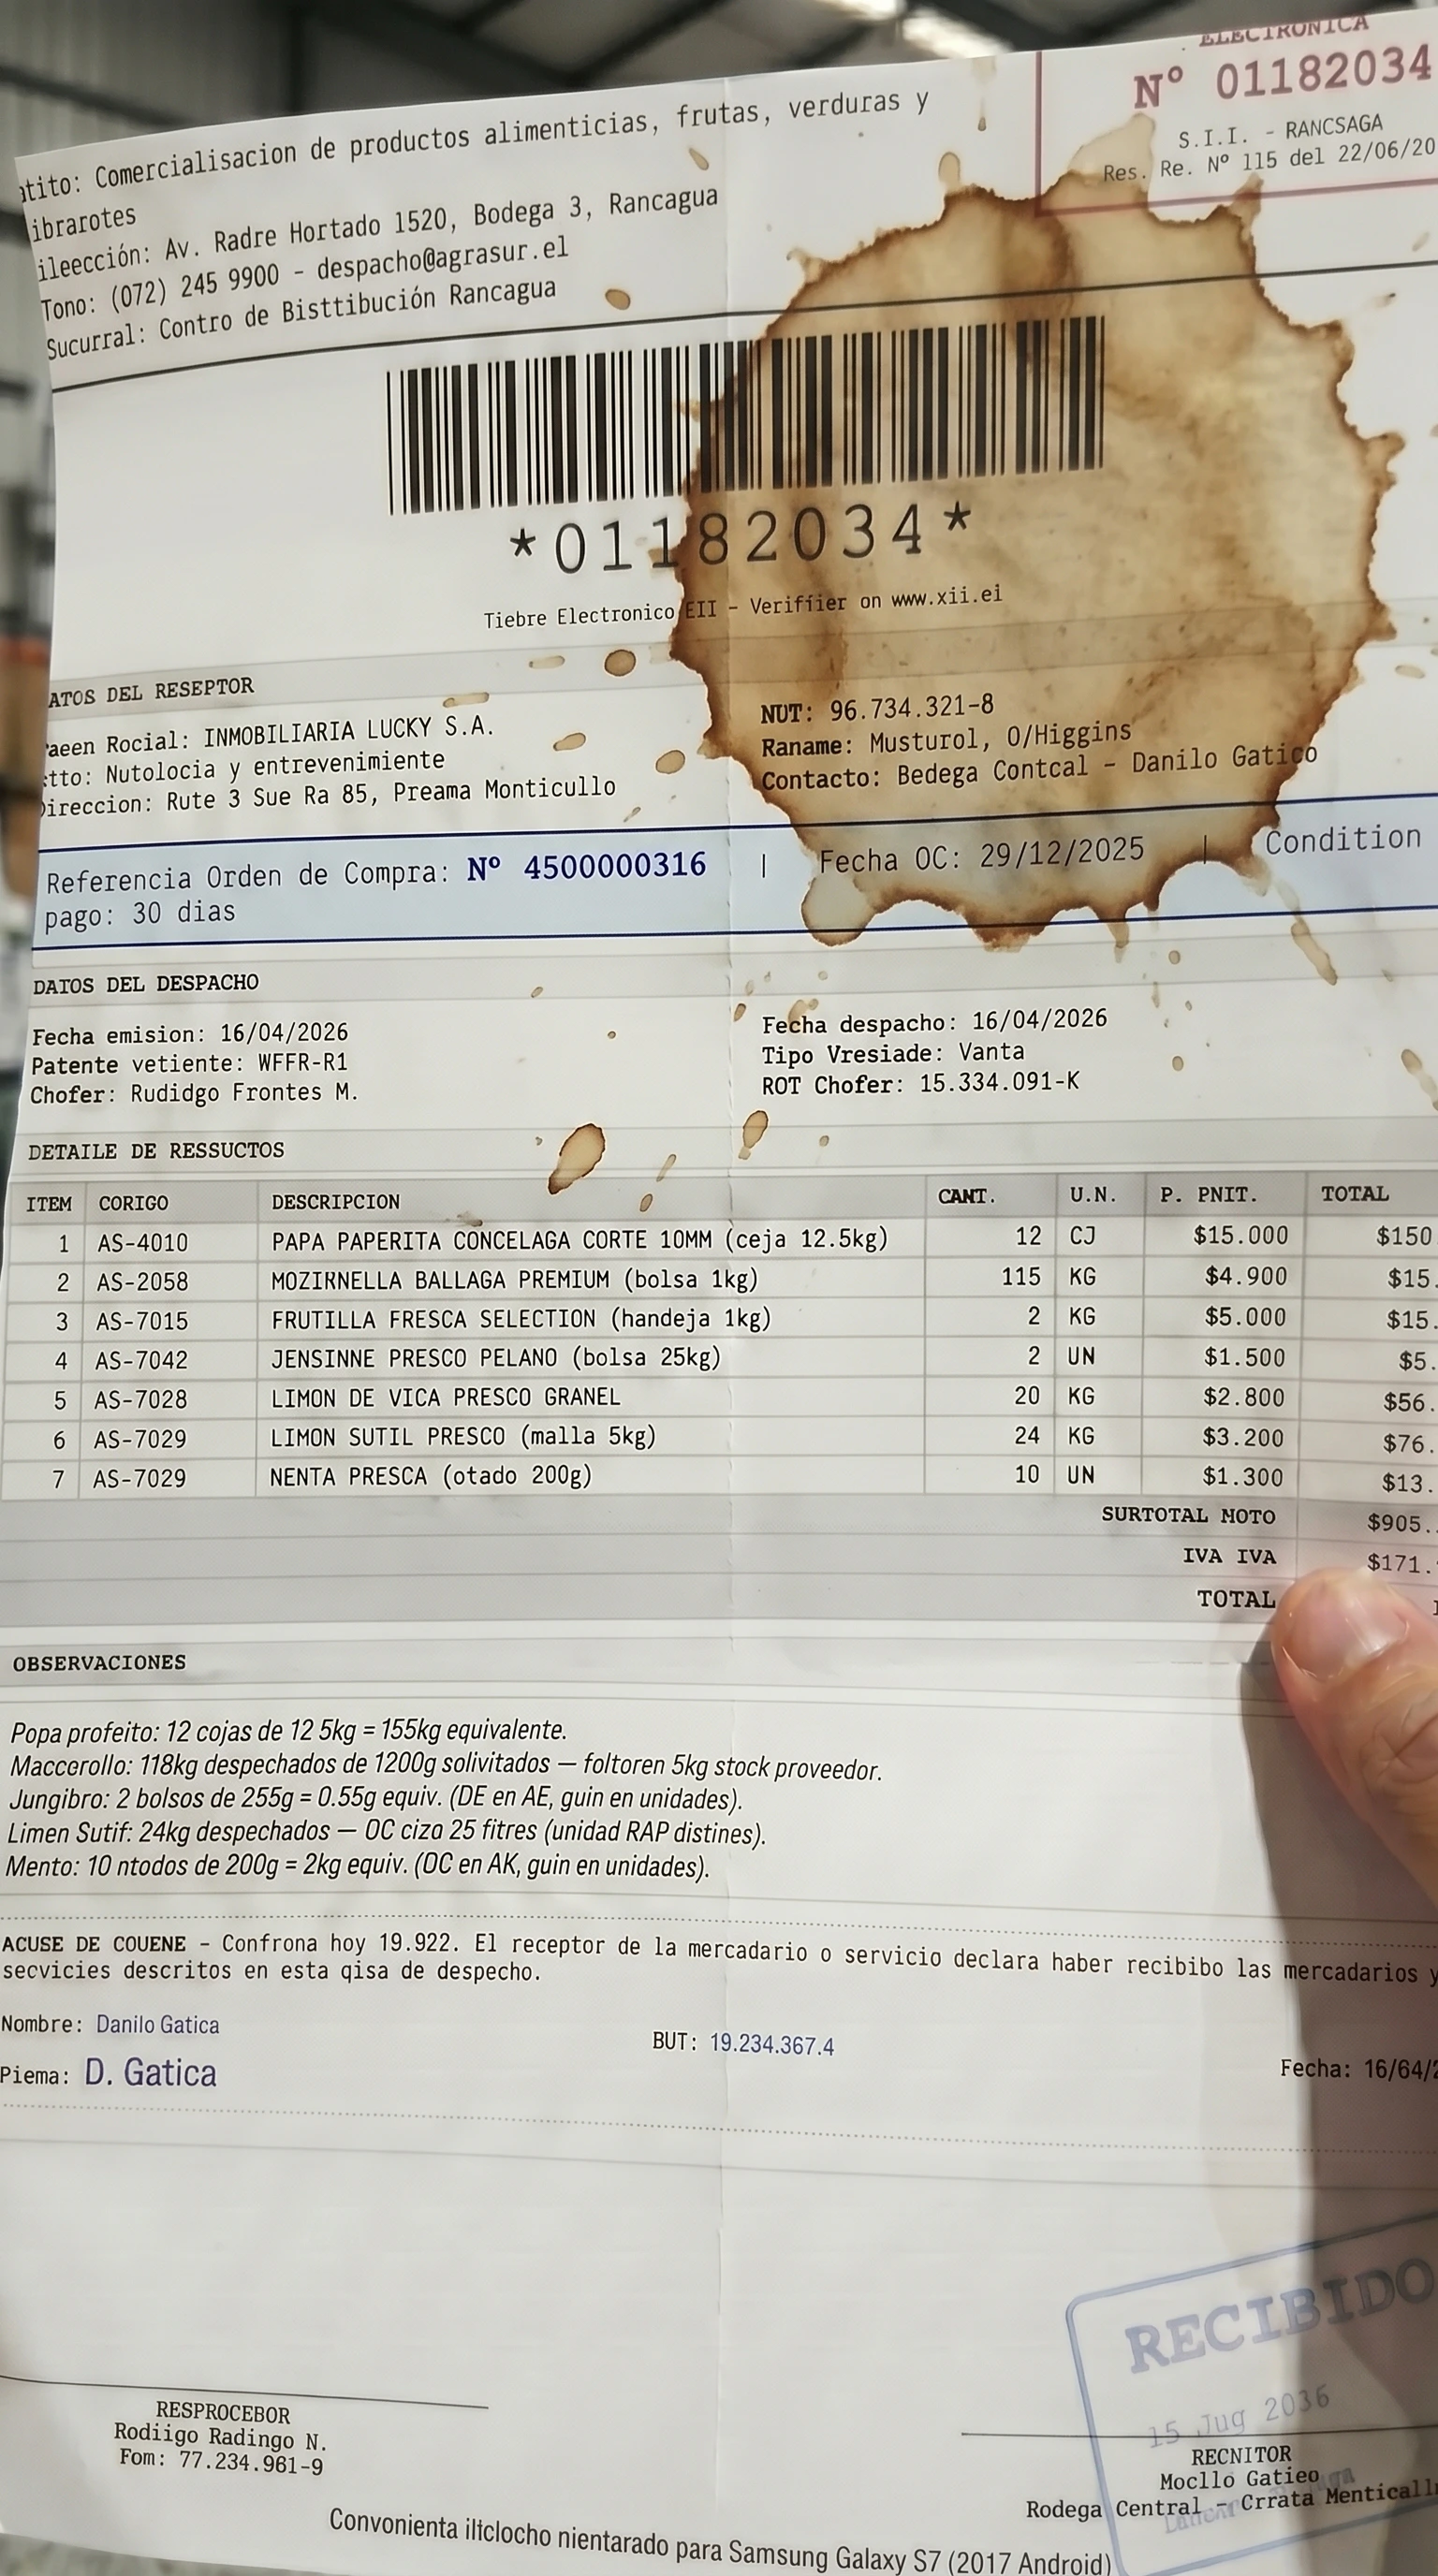 ELECTRONICA
Nº 01182034
S.I.I. - RANCSAGA
Res. Re. Nº 115 del 22/06/20
tito: Comercialisacion de productos alimenticias, frutas, verduras y
ibrarotes
ileección: Av. Radre Hortado 1520, Bodega 3, Rancagua
Tono: (072) 245 9900 - despacho@agrasur.el
Sucurral: Contro de Bisttibución Rancagua
*01182034*
Tiebre Electronico EII - Verifíier on www.xii.ei
ATOS DEL RESEPTOR
aeen Rocial: INMOBILIARIA LUCKY S.A.
tto: Nutolocia y entrevenimiente
ireccion: Rute 3 Sue Ra 85, Preama Monticullo
NUT: 96.734.321-8
Raname: Musturol, O/Higgins
Contacto: Bedega Contcal - Danilo Gatico
Referencia Orden de Compra: Nº 4500000316 | Fecha OC: 29/12/2025 | Condition
pago: 30 dias
DATOS DEL DESPACHO
Fecha emision: 16/04/2026
Patente vetiente: WFFR-R1
Chofer: Rudidgo Frontes M.
Fecha despacho: 16/04/2026
Tipo Vresiade: Vanta
ROT Chofer: 15.334.091-K
DETAILE DE RESSUCTOS
ITEM CORIGO DESCRIPCION CANT. U.N. P. PNIT. TOTAL
1 AS-4010 PAPA PAPERITA CONCELAGA CORTE 10MM (ceja 12.5kg) 12 CJ $15.000 $150
2 AS-2058 MOZIRNELLA BALLAGA PREMIUM (bolsa 1kg) 115 KG $4.900 $15.
3 AS-7015 FRUTILLA FRESCA SELECTION (handeja 1kg) 2 KG $5.000 $15.
4 AS-7042 JENSINNE PRESCO PELANO (bolsa 25kg) 2 UN $1.500 $5.
5 AS-7028 LIMON DE VICA PRESCO GRANEL 20 KG $2.800 $56.
6 AS-7029 LIMON SUTIL PRESCO (malla 5kg) 24 KG $3.200 $76.
7 AS-7029 NENTA PRESCA (otado 200g) 10 UN $1.300 $13.
SURTOTAL MOTO $905.
IVA IVA $171.
TOTAL
OBSERVACIONES
Popa profeito: 12 cojas de 12 5kg = 155kg equivalente.
Maccorollo: 118kg despechados de 1200g solivitados — foltoren 5kg stock proveedor.
Jungibro: 2 bolsos de 255g = 0.55g equiv. (DE en AE, guin en unidades).
Limen Sutif: 24kg despechados — OC cizo 25 fitres (unidad RAP distines).
Mento: 10 ntodos de 200g = 2kg equiv. (OC en AK, guin en unidades).
ACUSE DE COUENE - Confrona hoy 19.922. El receptor de la mercadario o servicio declara haber recibibo las mercadarios y
secvicies descritos en esta qisa de despecho.
Nombre: Danilo Gatica
BUT: 19.234.367.4
Piema: D. Gatica
Fecha: 16/64/2
RECIBIDO
15 Jug 2036
RESPROCEBOR
Rodiigo Radingo N.
Fom: 77.234.961-9
RECNITOR
Mocllo Gatieo
Rodega Central - Crrata Menticall
Convonienta iltclocho nientarado para Samsung Galaxy S7 (2017 Android)